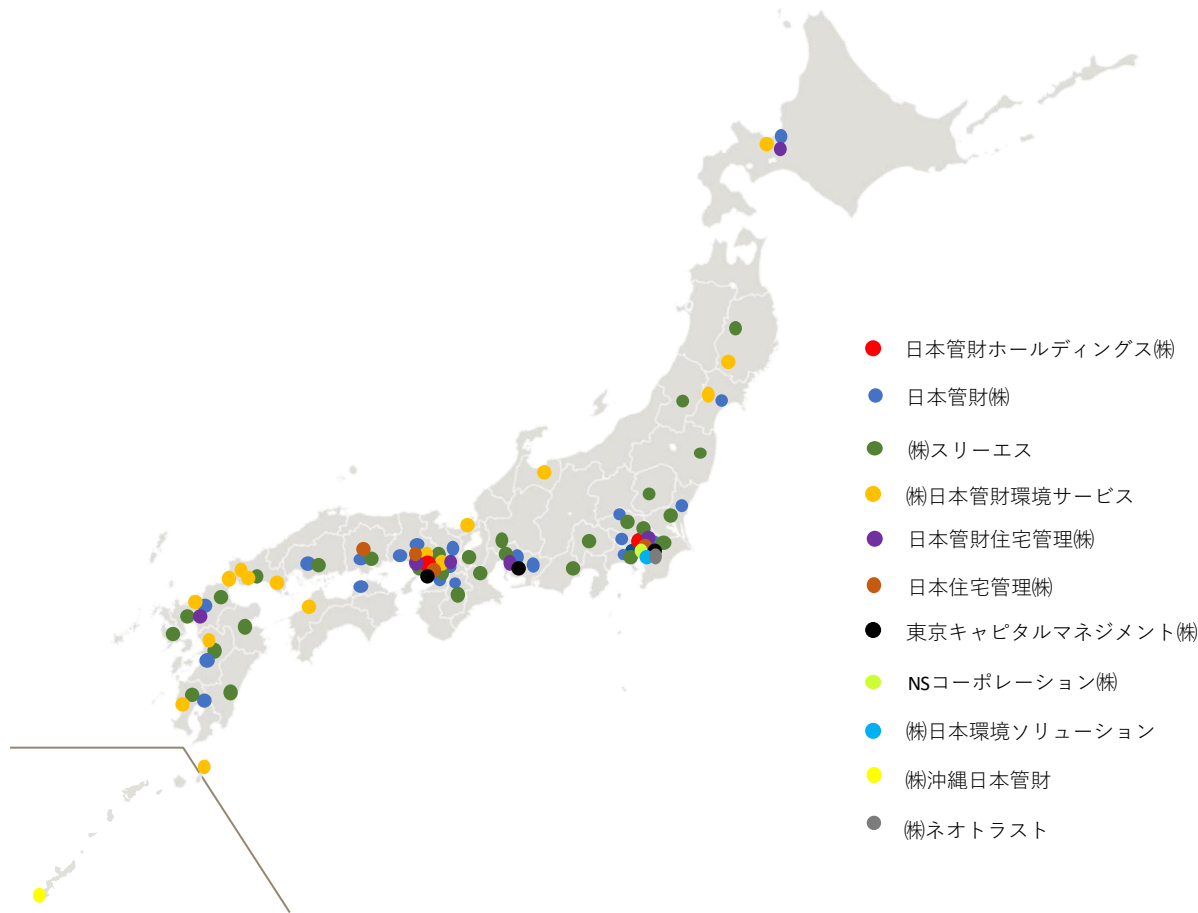 日本管財ホールディングス㈱
日本管財㈱
㈱スリーエス
㈱日本管財環境サービス
日本管財住宅管理㈱
日本住宅管理㈱
東京キャピタルマネジメント㈱
NSコーポレーション㈱
㈱日本環境ソリューション
㈱沖縄日本管財
㈱ネオトラスト